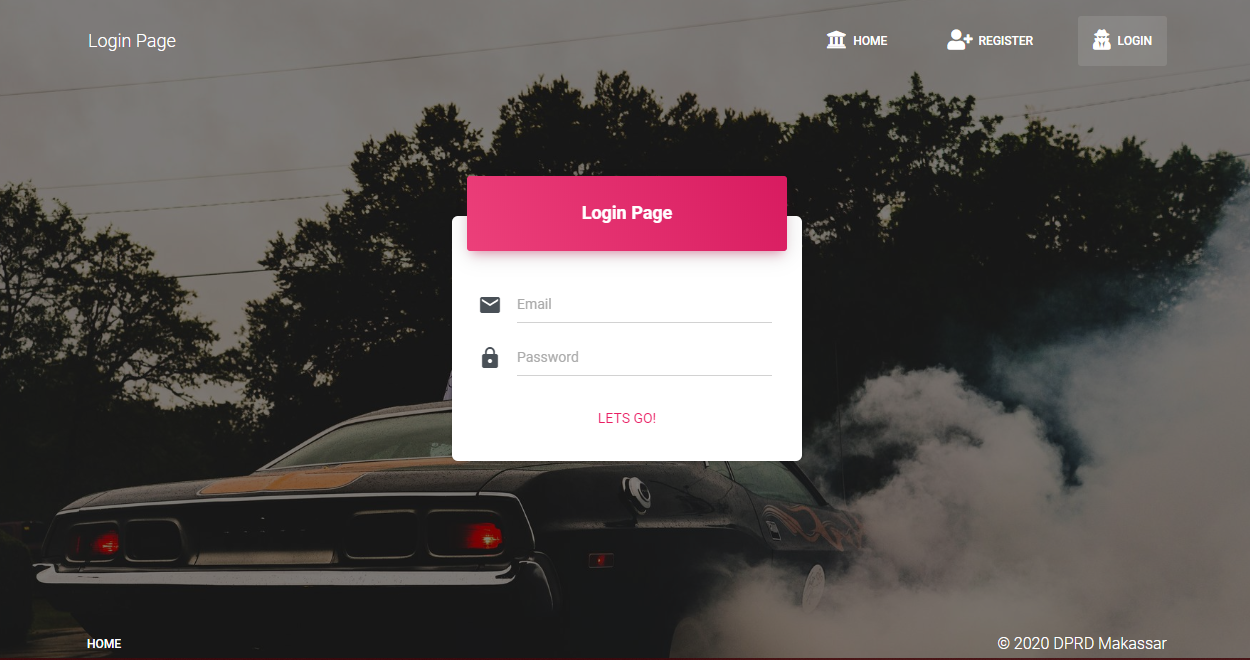 Login Page
HOME
REGISTER
LOGIN
Login Page
Email
Password
LETS GO!
HOME
© 2020 DPRD Makassar